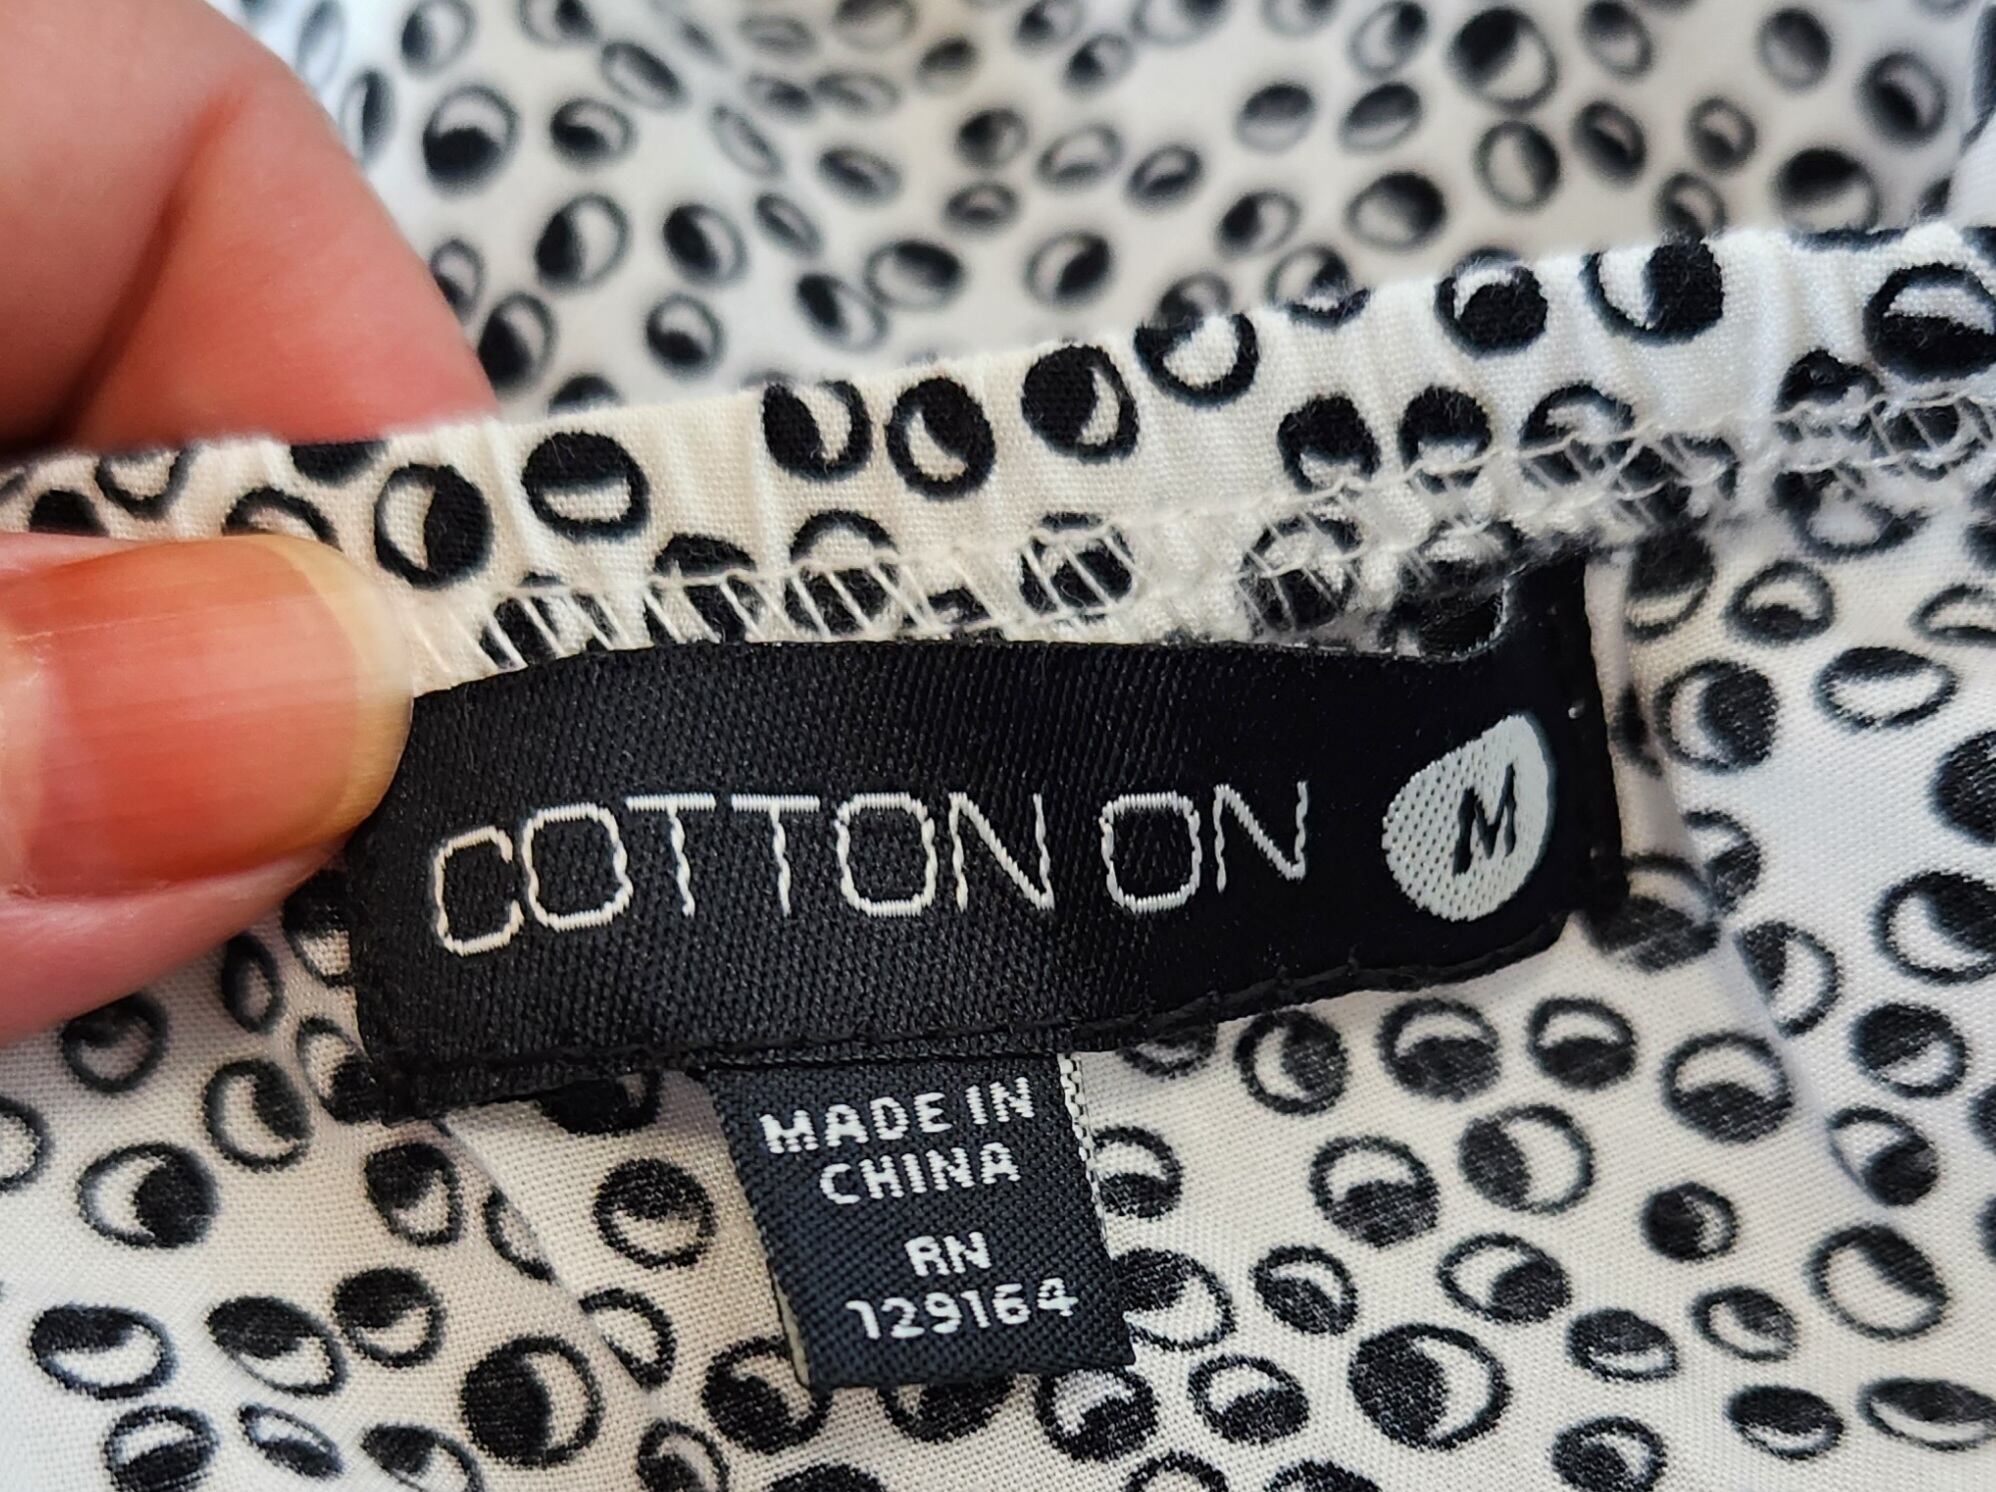 COTTON ON M
MADE IN
CHINA
RN
129164